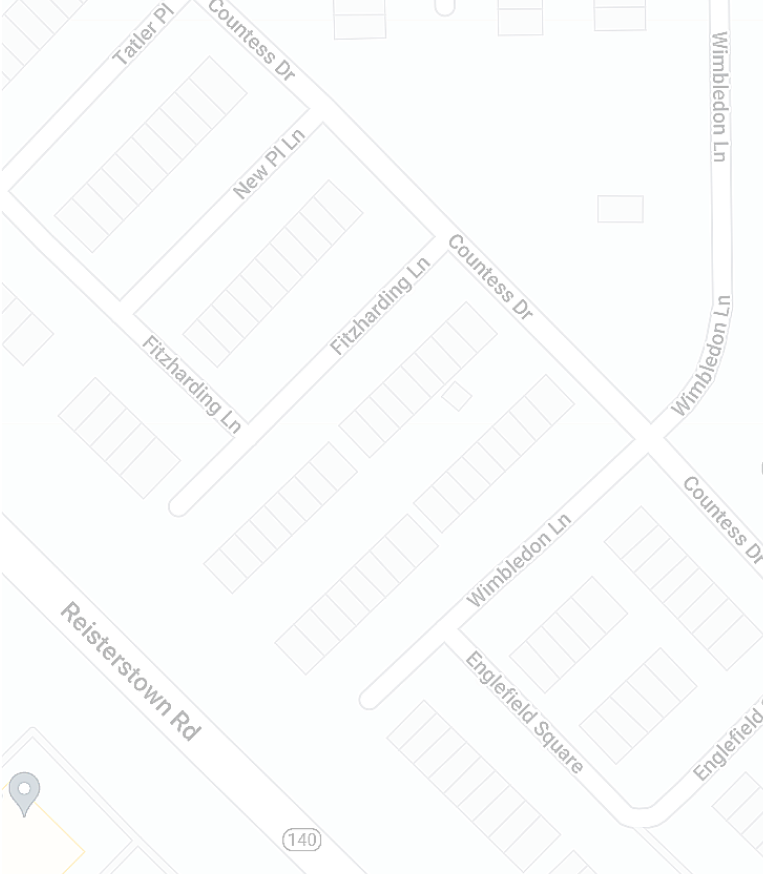 Tatler Pl
Countess Dr
Wimbledon Ln
New Pl Ln
Countess Dr
Fitzharding Ln
Wimbledon Ln
Fitzharding Ln
Countess Dr
Wimbledon Ln
Reisterstown Rd
Englefield Square
Englefield
140